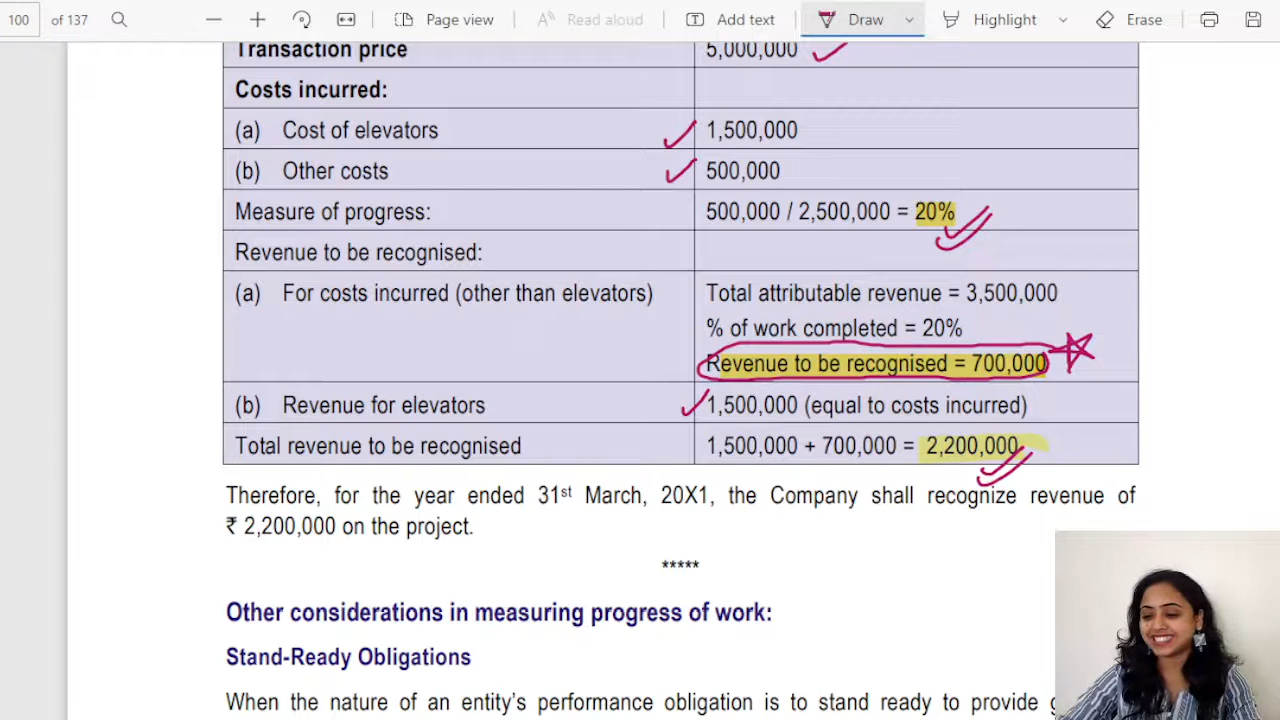 100 of 137 Page view Read aloud Add text Draw Highlight Erase
Transaction price 5,000,000
Costs incurred:
(a) Cost of elevators 1,500,000
(b) Other costs 500,000
Measure of progress: 500,000 / 2,500,000 = 20%
Revenue to be recognised:
(a) For costs incurred (other than elevators) Total attributable revenue = 3,500,000
% of work completed = 20%
Revenue to be recognised = 700,000
(b) Revenue for elevators 1,500,000 (equal to costs incurred)
Total revenue to be recognised 1,500,000 + 700,000 = 2,200,000
Therefore, for the year ended 31st March, 20X1, the Company shall recognize revenue of
₹ 2,200,000 on the project.
*****
Other considerations in measuring progress of work:
Stand-Ready Obligations
When the nature of an entity's performance obligation is to stand ready to provide